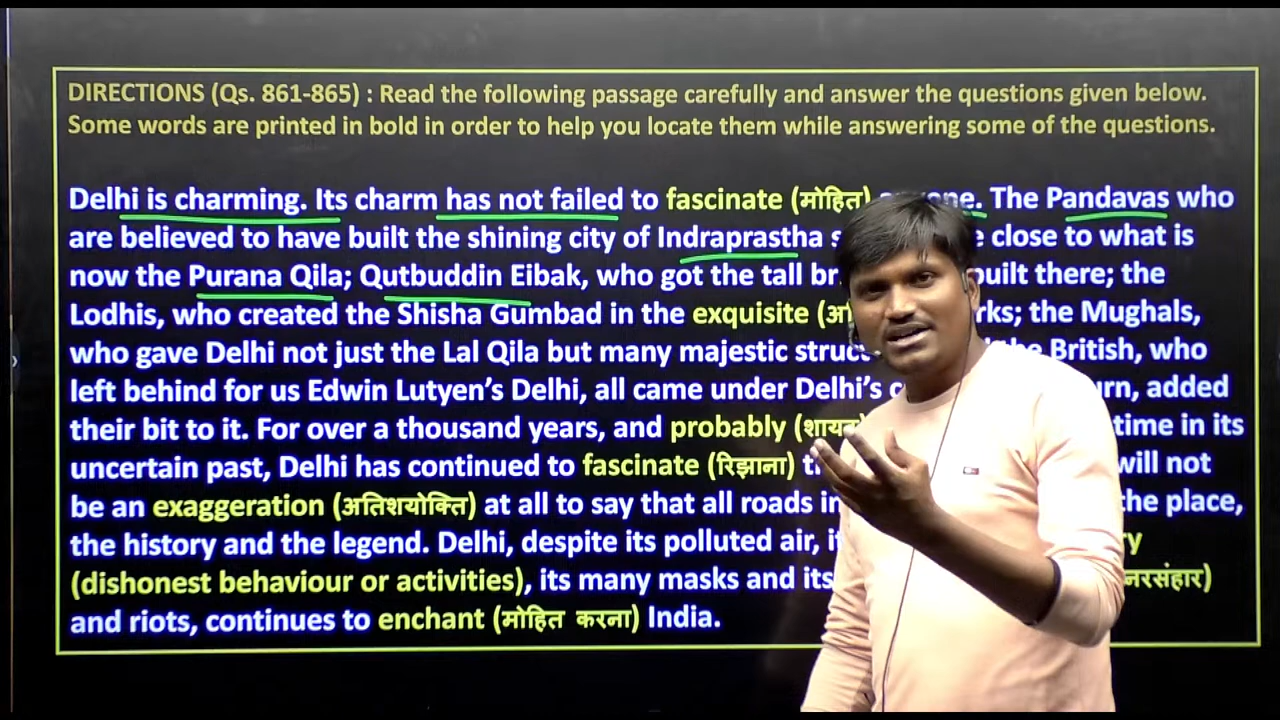 DIRECTIONS (Qs. 861-865) : Read the following passage carefully and answer the questions given below.
Some words are printed in bold in order to help you locate them while answering some of the questions.
Delhi is charming. Its charm has not failed to fascinate (मोहित) The Pandavas who
are believed to have built the shining city of Indraprastha close to what is
now the Purana Qila; Qutbuddin Eibak, who got the tall built there; the
Lodhis, who created the Shisha Gumbad in the exquisite the Mughals,
who gave Delhi not just the Lal Qila but many majestic British, who
left behind for us Edwin Lutyen’s Delhi, all came under Delhi’s added
their bit to it. For over a thousand years, and probably time in its
uncertain past, Delhi has continued to fascinate (रिझाना) will not
be an exaggeration (अतिशयोक्ति) at all to say that all roads the place,
the history and the legend. Delhi, despite its polluted air,
(dishonest behaviour or activities), its many masks and its
and riots, continues to enchant (मोहित करना) India.